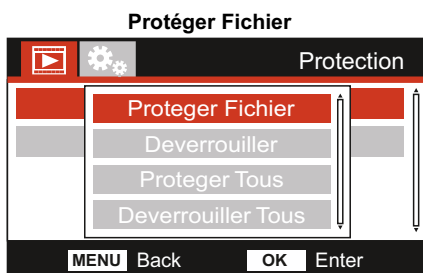 Protéger Fichier
Protection
Proteger Fichier
Deverrouiller
Proteger Tous
Deverrouiller Tous
MENU Back OK Enter